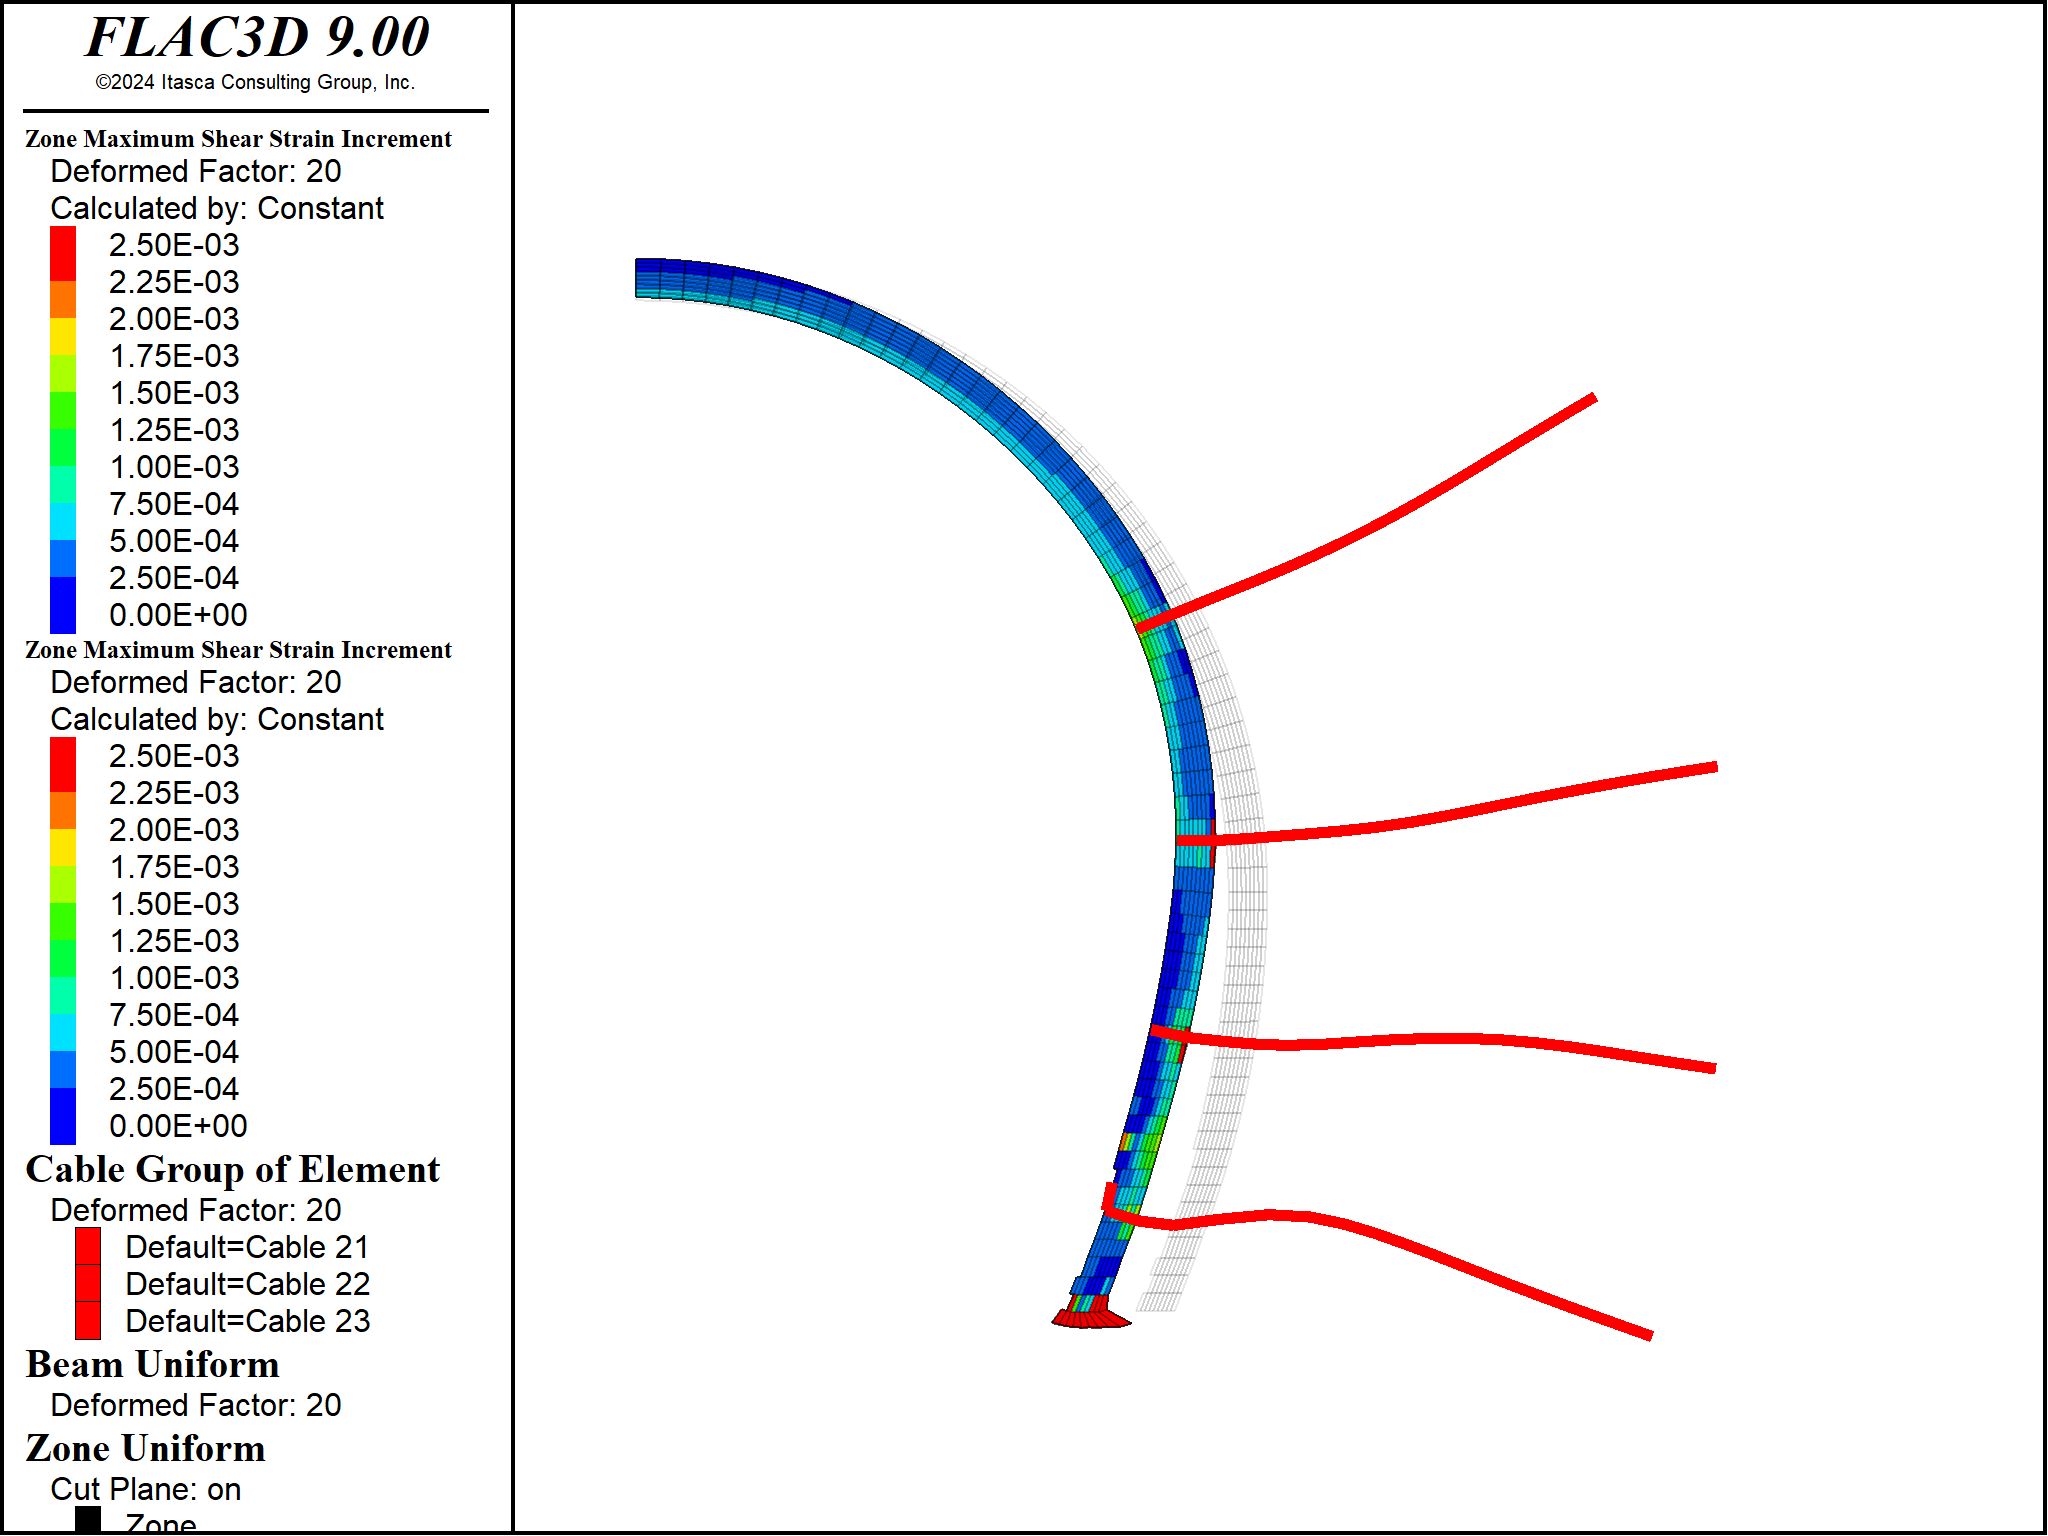 FLAC3D 9.00
©2024 Itasca Consulting Group, Inc.
Zone Maximum Shear Strain Increment
Deformed Factor: 20
Calculated by: Constant
2.50E-03
2.25E-03
2.00E-03
1.75E-03
1.50E-03
1.25E-03
1.00E-03
7.50E-04
5.00E-04
2.50E-04
0.00E+00
Zone Maximum Shear Strain Increment
Deformed Factor: 20
Calculated by: Constant
2.50E-03
2.25E-03
2.00E-03
1.75E-03
1.50E-03
1.25E-03
1.00E-03
7.50E-04
5.00E-04
2.50E-04
0.00E+00
Cable Group of Element
Deformed Factor: 20
Default=Cable 21
Default=Cable 22
Default=Cable 23
Beam Uniform
Deformed Factor: 20
Zone Uniform
Cut Plane: on
Zone